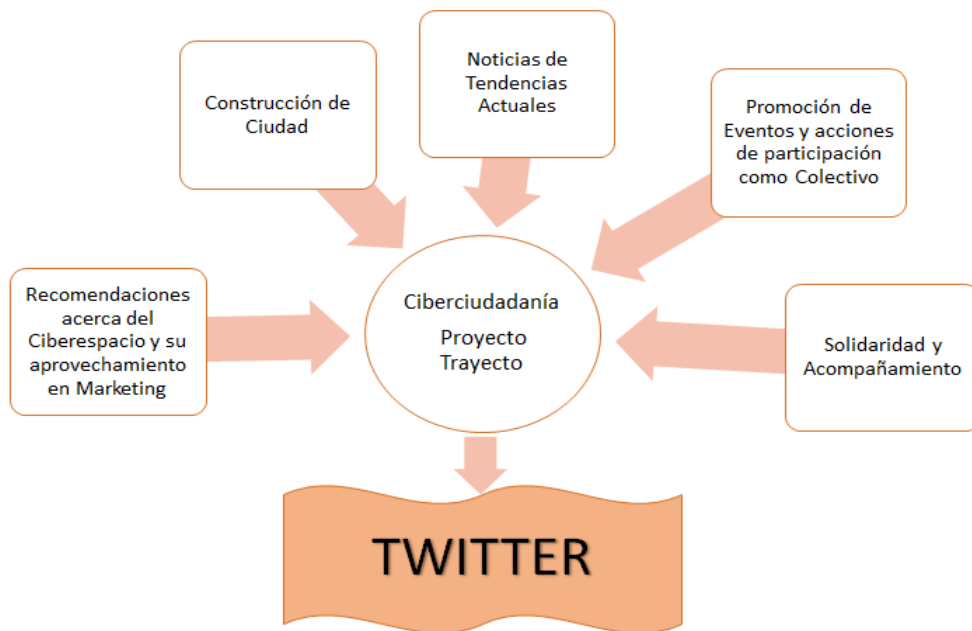 Construcción de
Ciudad
Noticias de
Tendencias
Actuales
Promoción de
Eventos y acciones
de participación
como Colectivo
Recomendaciones
acerca del
Ciberespacio y su
aprovechamiento
en Marketing
Ciberciudadanía
Proyecto
Trayecto
Solidaridad y
Acompañamiento
TWITTER